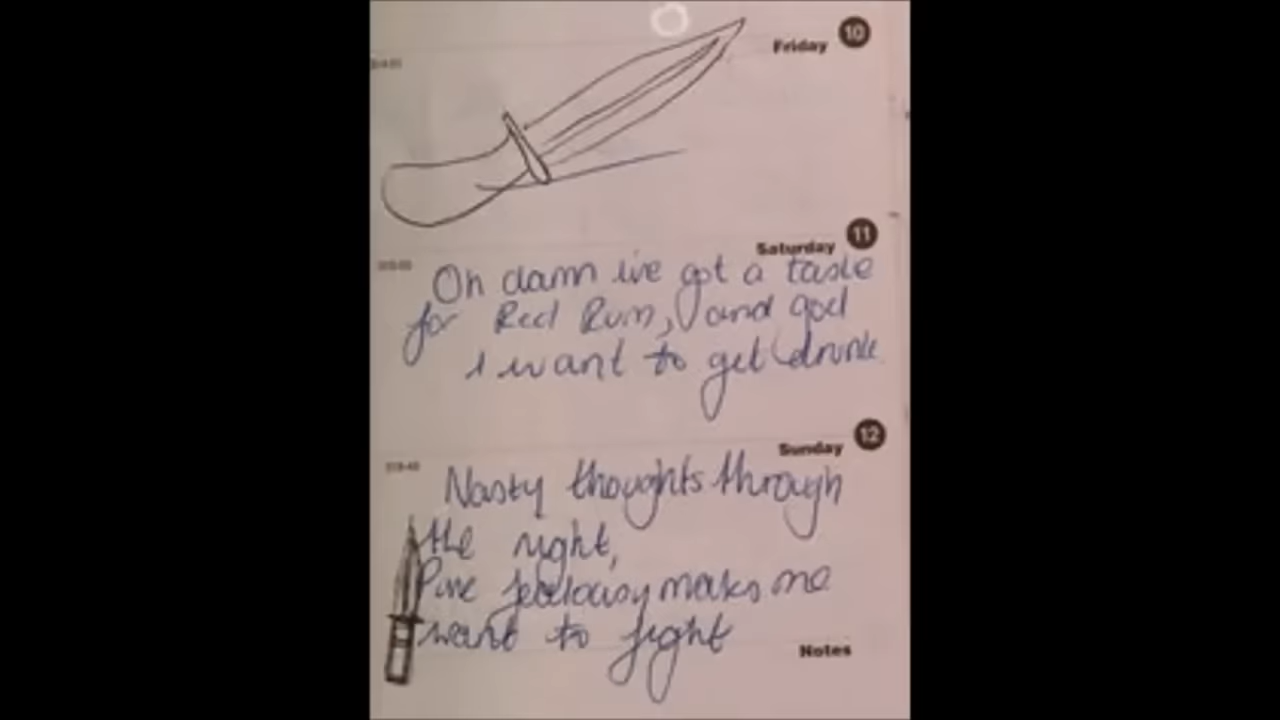 10
Friday
11
Saturday
Oh damn ive got a taste
for Red Rum, and god
I want to get drunk
12
Sunday
Nasty thoughts through
the night,
Pure jealousy makes me
want to fight
Notes